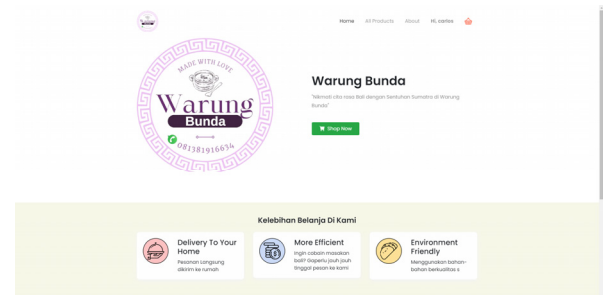 Home All Products About Hi, carlos
MADE WITH LOVE
Warung
Bunda
081381916634
Warung Bunda
"Nikmati cita rasa Bali dengan Sentuhan Sumatra di Warung
Bunda"
Shop Now
Kelebihan Belanja Di Kami
Delivery To Your
Home
Pesanan Langsung
dikirim ke rumah
More Efficient
ingin cobain masakan
bali? Gaperlu jauh jauh
tinggal pesan ke kami
Environment
Friendly
Menggunakan bahan-
bahan berkualitas s